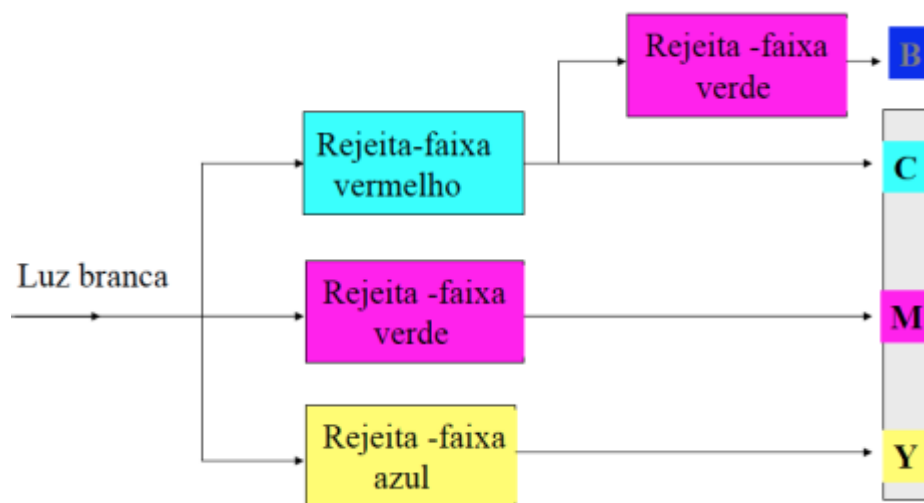 Rejeita -faixa
verde
B
Rejeita-faixa
vermelho
C
Luz branca
Rejeita -faixa
verde
M
Rejeita -faixa
azul
Y